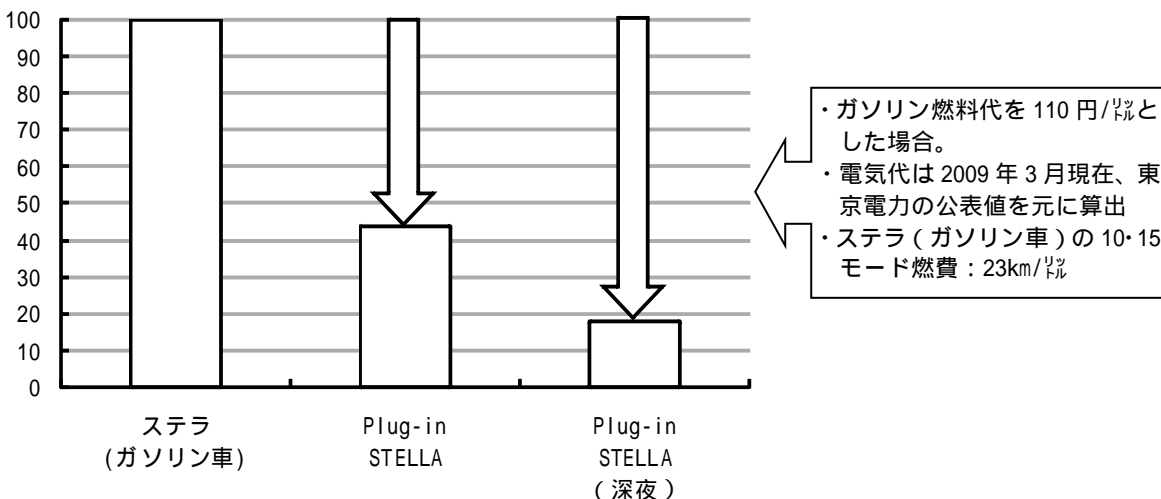 100
90
80
70
60
50
40
30
20
10
0
ステラ
(ガソリン車)
Plug-in
STELLA
Plug-in
STELLA
(深夜)
・ガソリン燃料代を 110 円/㍑と
した場合。
・電気代は 2009 年 3 月現在、東
京電力の公表値を元に算出
・ステラ(ガソリン車)の 10・15
モード燃費:23km/㍑